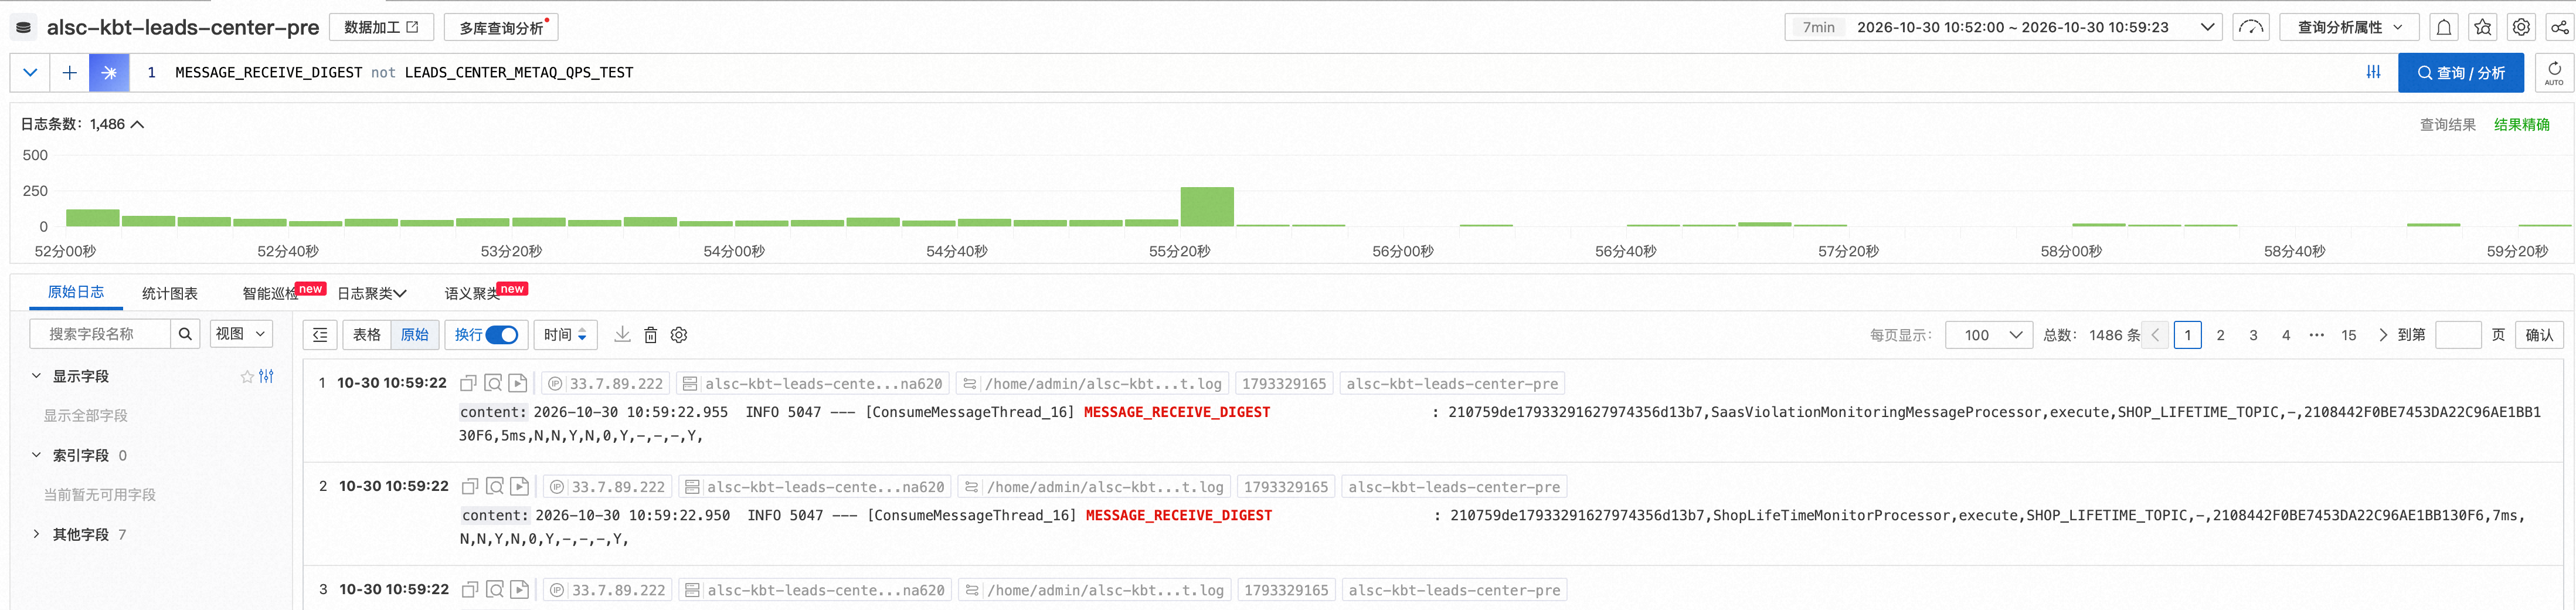 alsc-kbt-leads-center-pre 数据加工 多库查询分析 7min 2026-10-30 10:52:00 ~ 2026-10-30 10:59:23 查询分析属性
1 MESSAGE_RECEIVE_DIGEST not LEADS_CENTER_METAQ_QPS_TEST 查询 / 分析 AUTO
日志条数: 1,486 查询结果 结果精确
500
250
0
52分00秒 52分40秒 53分20秒 54分00秒 54分40秒 55分20秒 56分00秒 56分40秒 57分20秒 58分00秒 58分40秒 59分20秒
原始日志 统计图表 智能巡检 new 日志聚类 语义聚类 new
搜索字段名称 视图 表格 原始 换行 时间 每页显示: 100 总数: 1486 条 1 2 3 4 ··· 15 到第 页 确认
显示字段
显示全部字段
索引字段 0
当前暂无可用字段
其他字段 7
1 10-30 10:59:22 IP 33.7.89.222 alsc-kbt-leads-cente...na620 /home/admin/alsc-kbt...t.log 1793329165 alsc-kbt-leads-center-pre
content: 2026-10-30 10:59:22.955 INFO 5047 --- [ConsumeMessageThread_16] MESSAGE_RECEIVE_DIGEST : 210759de17933291627974356d13b7,SaasViolationMonitoringMessageProcessor,execute,SHOP_LIFETIME_TOPIC,-,2108442F0BE7453DA22C96AE1BB1
30F6,5ms,N,N,Y,N,0,Y,-,-,-,Y,
2 10-30 10:59:22 IP 33.7.89.222 alsc-kbt-leads-cente...na620 /home/admin/alsc-kbt...t.log 1793329165 alsc-kbt-leads-center-pre
content: 2026-10-30 10:59:22.950 INFO 5047 --- [ConsumeMessageThread_16] MESSAGE_RECEIVE_DIGEST : 210759de17933291627974356d13b7,ShopLifeTimeMonitorProcessor,execute,SHOP_LIFETIME_TOPIC,-,2108442F0BE7453DA22C96AE1BB130F6,7ms,
N,N,Y,N,0,Y,-,-,-,Y,
3 10-30 10:59:22 IP 33.7.89.222 alsc-kbt-leads-cente...na620 /home/admin/alsc-kbt...t.log 1793329165 alsc-kbt-leads-center-pre